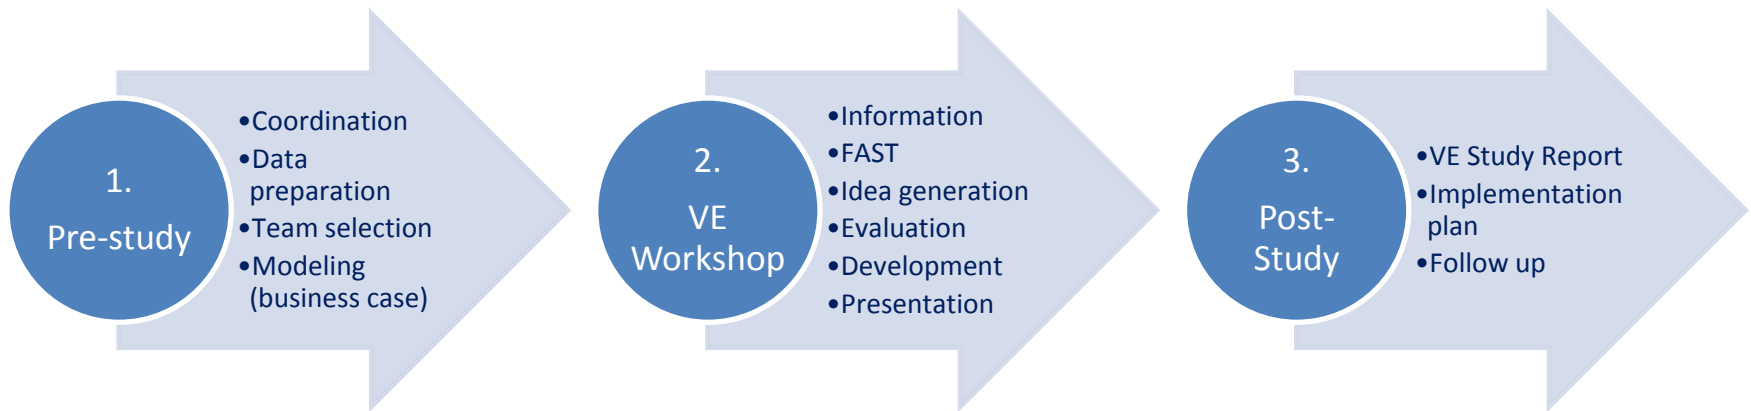 1.
Pre-study
•Coordination
•Data
preparation
•Team selection
•Modeling
(business case)
2.
VE
Workshop
•Information
•FAST
•Idea generation
•Evaluation
•Development
•Presentation
3.
Post-
Study
•VE Study Report
•Implementation
plan
•Follow up